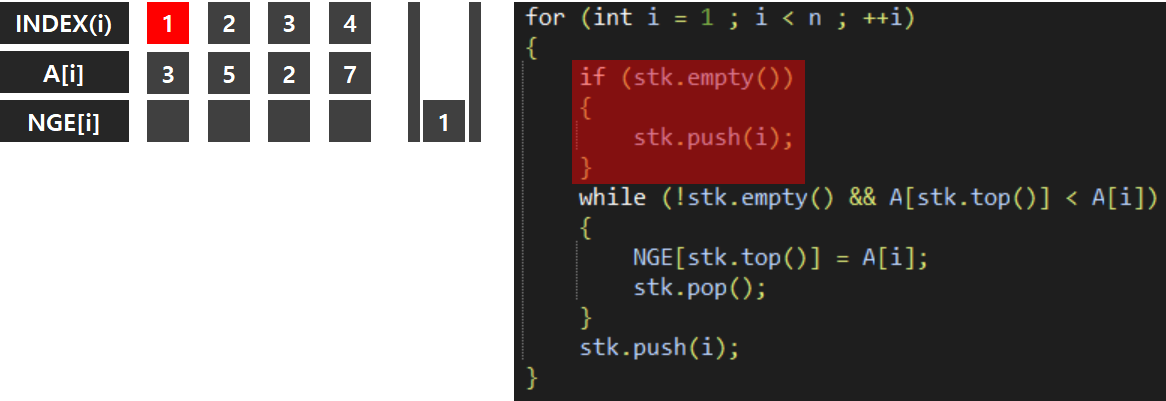 INDEX(i) 1 2 3 4
A[i] 3 5 2 7
NGE[i] 1
for (int i = 1 ; i < n ; ++i)
{
if (stk.empty())
{
stk.push(i);
}
while (!stk.empty() && A[stk.top()] < A[i])
{
NGE[stk.top()] = A[i];
stk.pop();
}
stk.push(i);
}